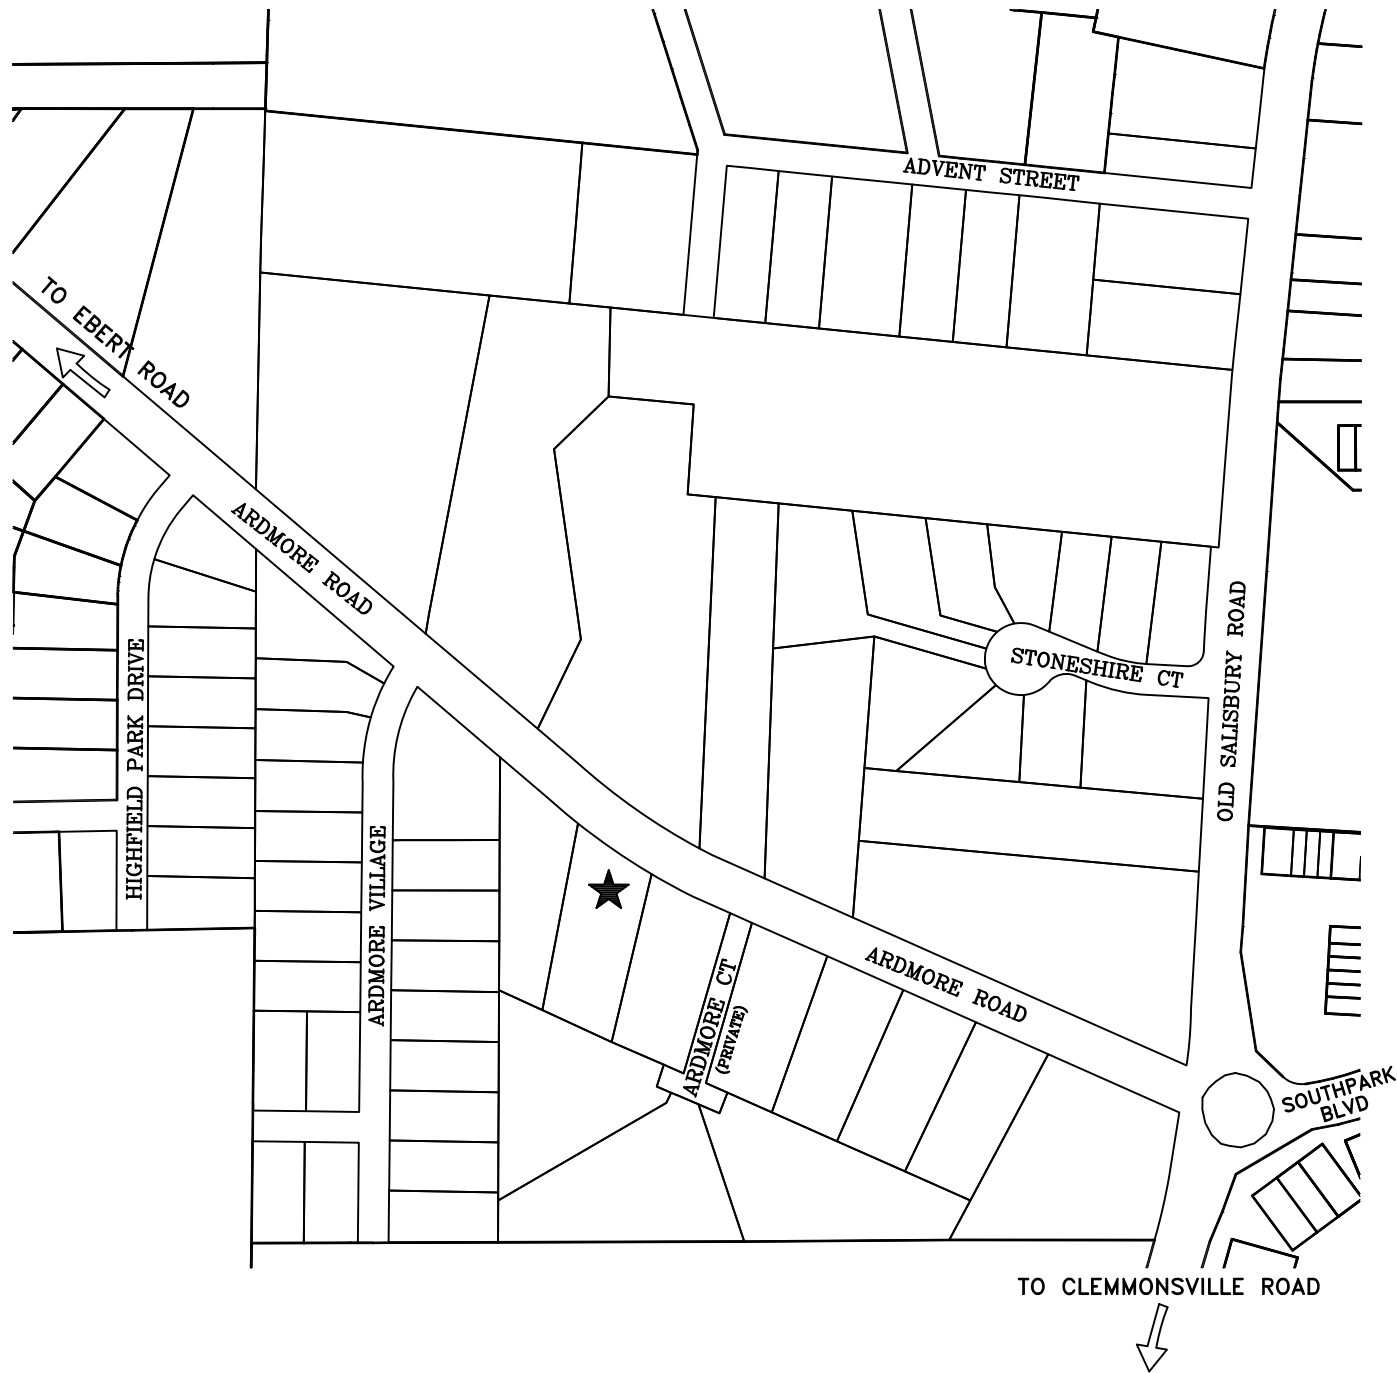 ADVENT STREET
TO EBERT ROAD
ARDMORE ROAD
STONESHIRE CT
OLD SALISBURY ROAD
HIGHFIELD PARK DRIVE
ARDMORE VILLAGE
ARDMORE ROAD
ARDMORE CT
(PRIVATE)
SOUTHPARK
BLVD
TO CLEMMONSVILLE ROAD